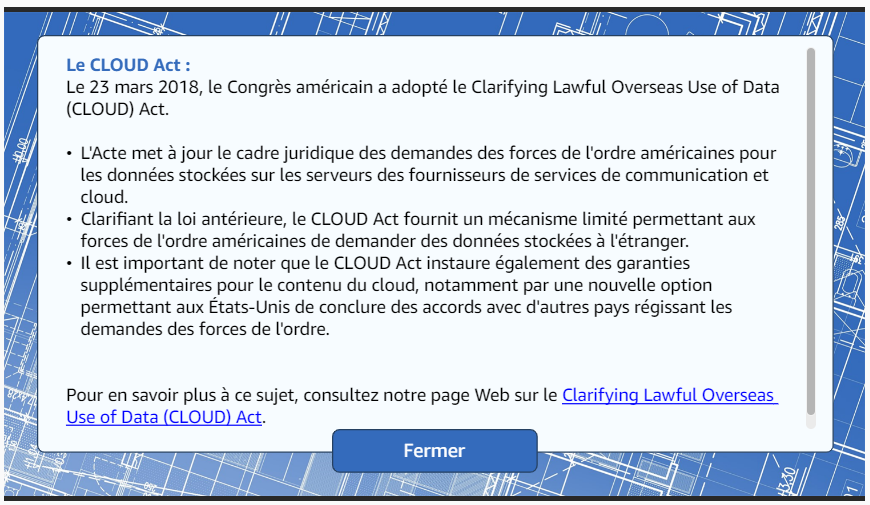 Le CLOUD Act :
Le 23 mars 2018, le Congrès américain a adopté le Clarifying Lawful Overseas Use of Data
(CLOUD) Act.
• L'Acte met à jour le cadre juridique des demandes des forces de l'ordre américaines pour
les données stockées sur les serveurs des fournisseurs de services de communication et
cloud.
• Clarifiant la loi antérieure, le CLOUD Act fournit un mécanisme limité permettant aux
forces de l'ordre américaines de demander des données stockées à l'étranger.
• Il est important de noter que le CLOUD Act instaure également des garanties
supplémentaires pour le contenu du cloud, notamment par une nouvelle option
permettant aux États-Unis de conclure des accords avec d'autres pays régissant les
demandes des forces de l'ordre.
Pour en savoir plus à ce sujet, consultez notre page Web sur le Clarifying Lawful Overseas
Use of Data (CLOUD) Act.
Fermer